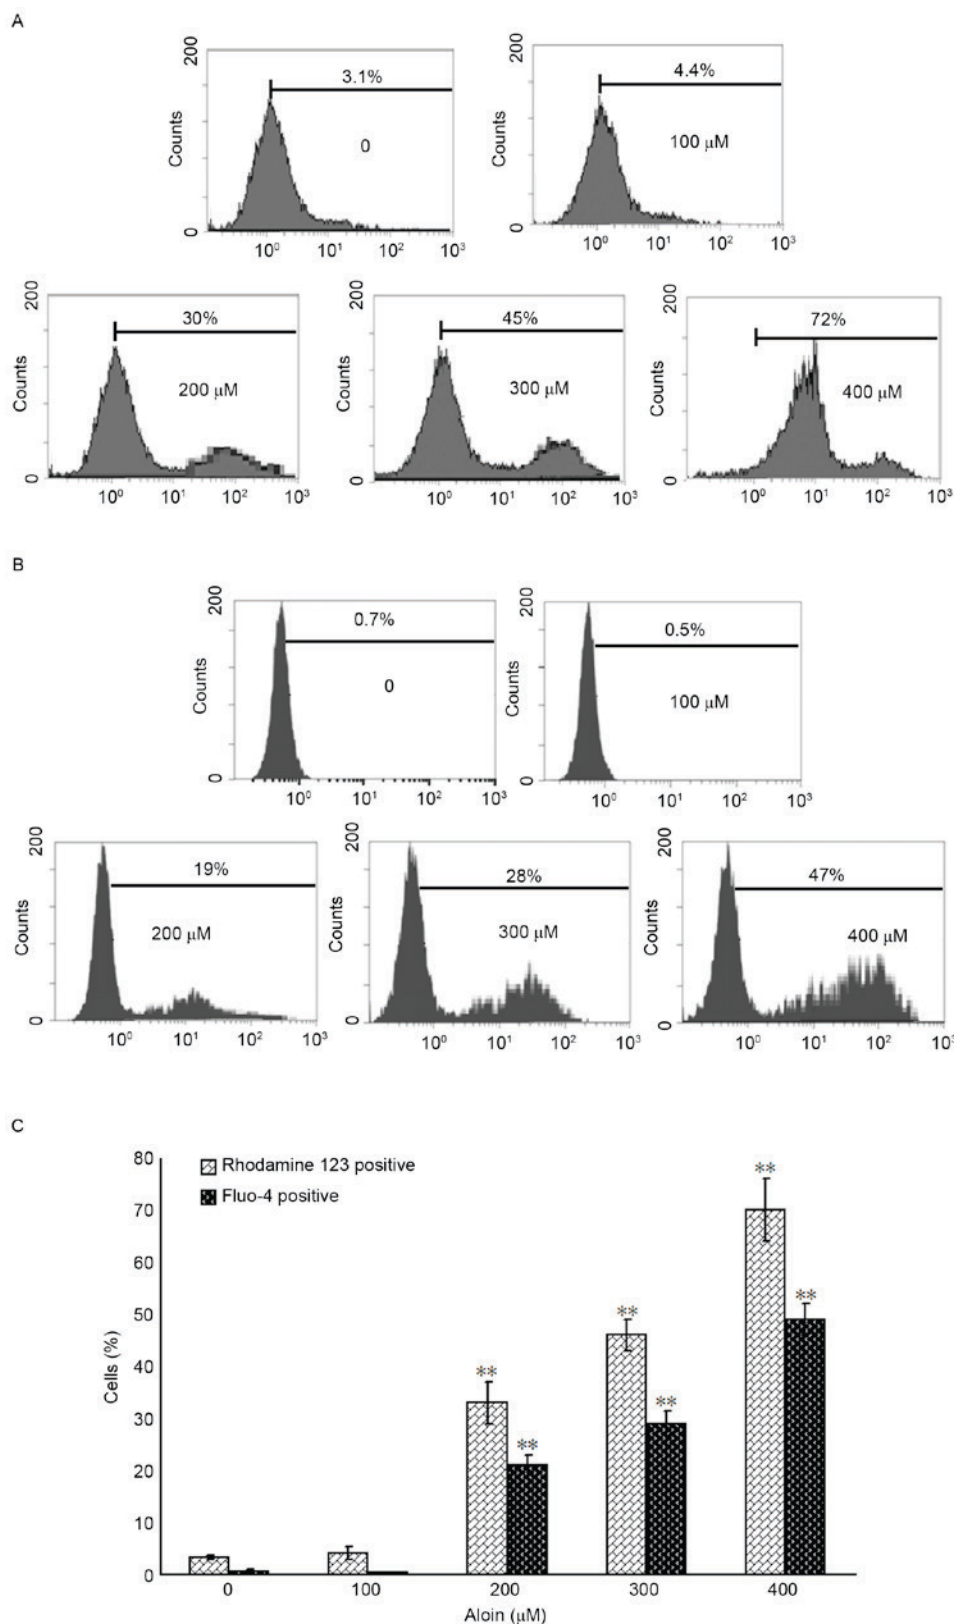 A
200
3.1%
0
Counts
0
10⁰ 10¹ 10² 10³
200
4.4%
100 μM
Counts
0
10⁰ 10¹ 10² 10³
200
30%
200 μM
Counts
0
10⁰ 10¹ 10² 10³
200
45%
300 μM
Counts
0
10⁰ 10¹ 10² 10³
200
72%
400 μM
Counts
0
10⁰ 10¹ 10² 10³
B
200
0.7%
0
Counts
0
10⁰ 10¹ 10² 10³
200
0.5%
100 μM
Counts
0
10⁰ 10¹ 10² 10³
200
19%
200 μM
Counts
0
10⁰ 10¹ 10² 10³
200
28%
300 μM
Counts
0
10⁰ 10¹ 10² 10³
200
47%
400 μM
Counts
0
10⁰ 10¹ 10² 10³
C
Rhodamine 123 positive
Fluo-4 positive
80
70
60
50
40
30
20
10
0
Cells (%)
** ** ** ** ** **
0 100 200 300 400
Aloin (μM)